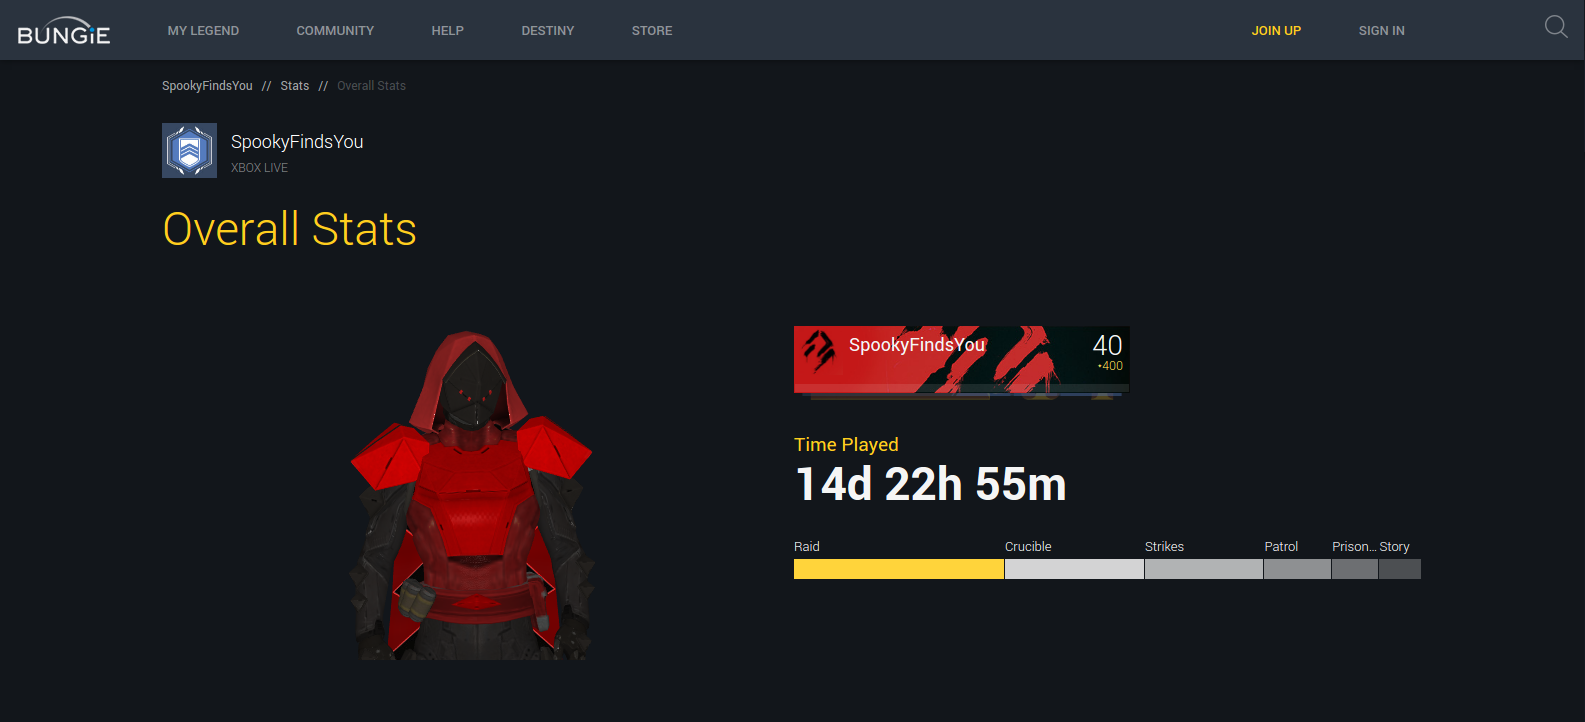 BUNGiE MY LEGEND COMMUNITY HELP DESTINY STORE JOIN UP SIGN IN
SpookyFindsYou // Stats // Overall Stats
SpookyFindsYou
XBOX LIVE
Overall Stats
SpookyFindsYou 40
400
Time Played
14d 22h 55m
Raid Crucible Strikes Patrol Prison... Story